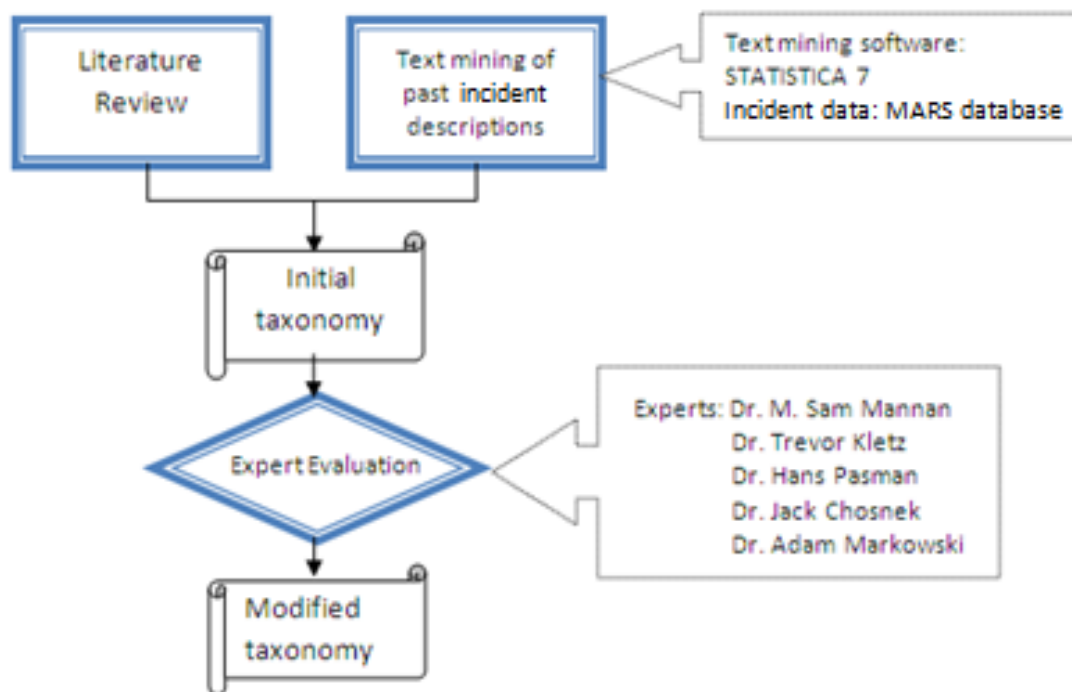 Literature
Review
Text mining of
past incident
descriptions
Text mining software:
STATISTICA 7
Incident data: MARS database
Initial
taxonomy
Expert Evaluation
Experts: Dr. M. Sam Mannan
Dr. Trevor Kletz
Dr. Hans Pasman
Dr. Jack Chosnek
Dr. Adam Markowski
Modified
taxonomy